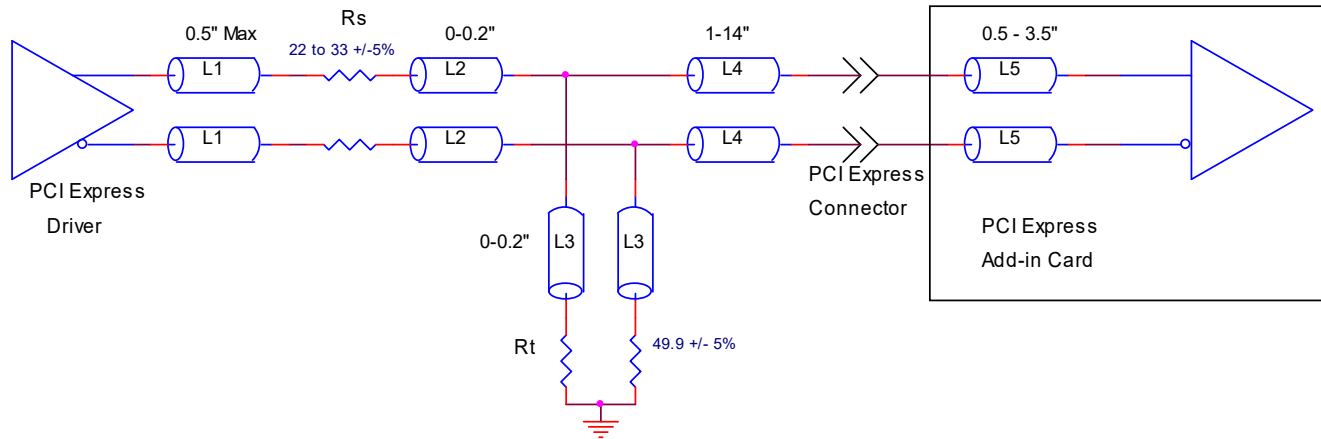 Rs
0.5" Max
22 to 33 +/-5%
0-0.2"
1-14"
0.5 - 3.5"
L1
L2
L4
L5
L1
L2
L4
L5
PCI Express
Driver
PCI Express
Connector
PCI Express
Add-in Card
0-0.2"
L3
L3
Rt
49.9 +/- 5%